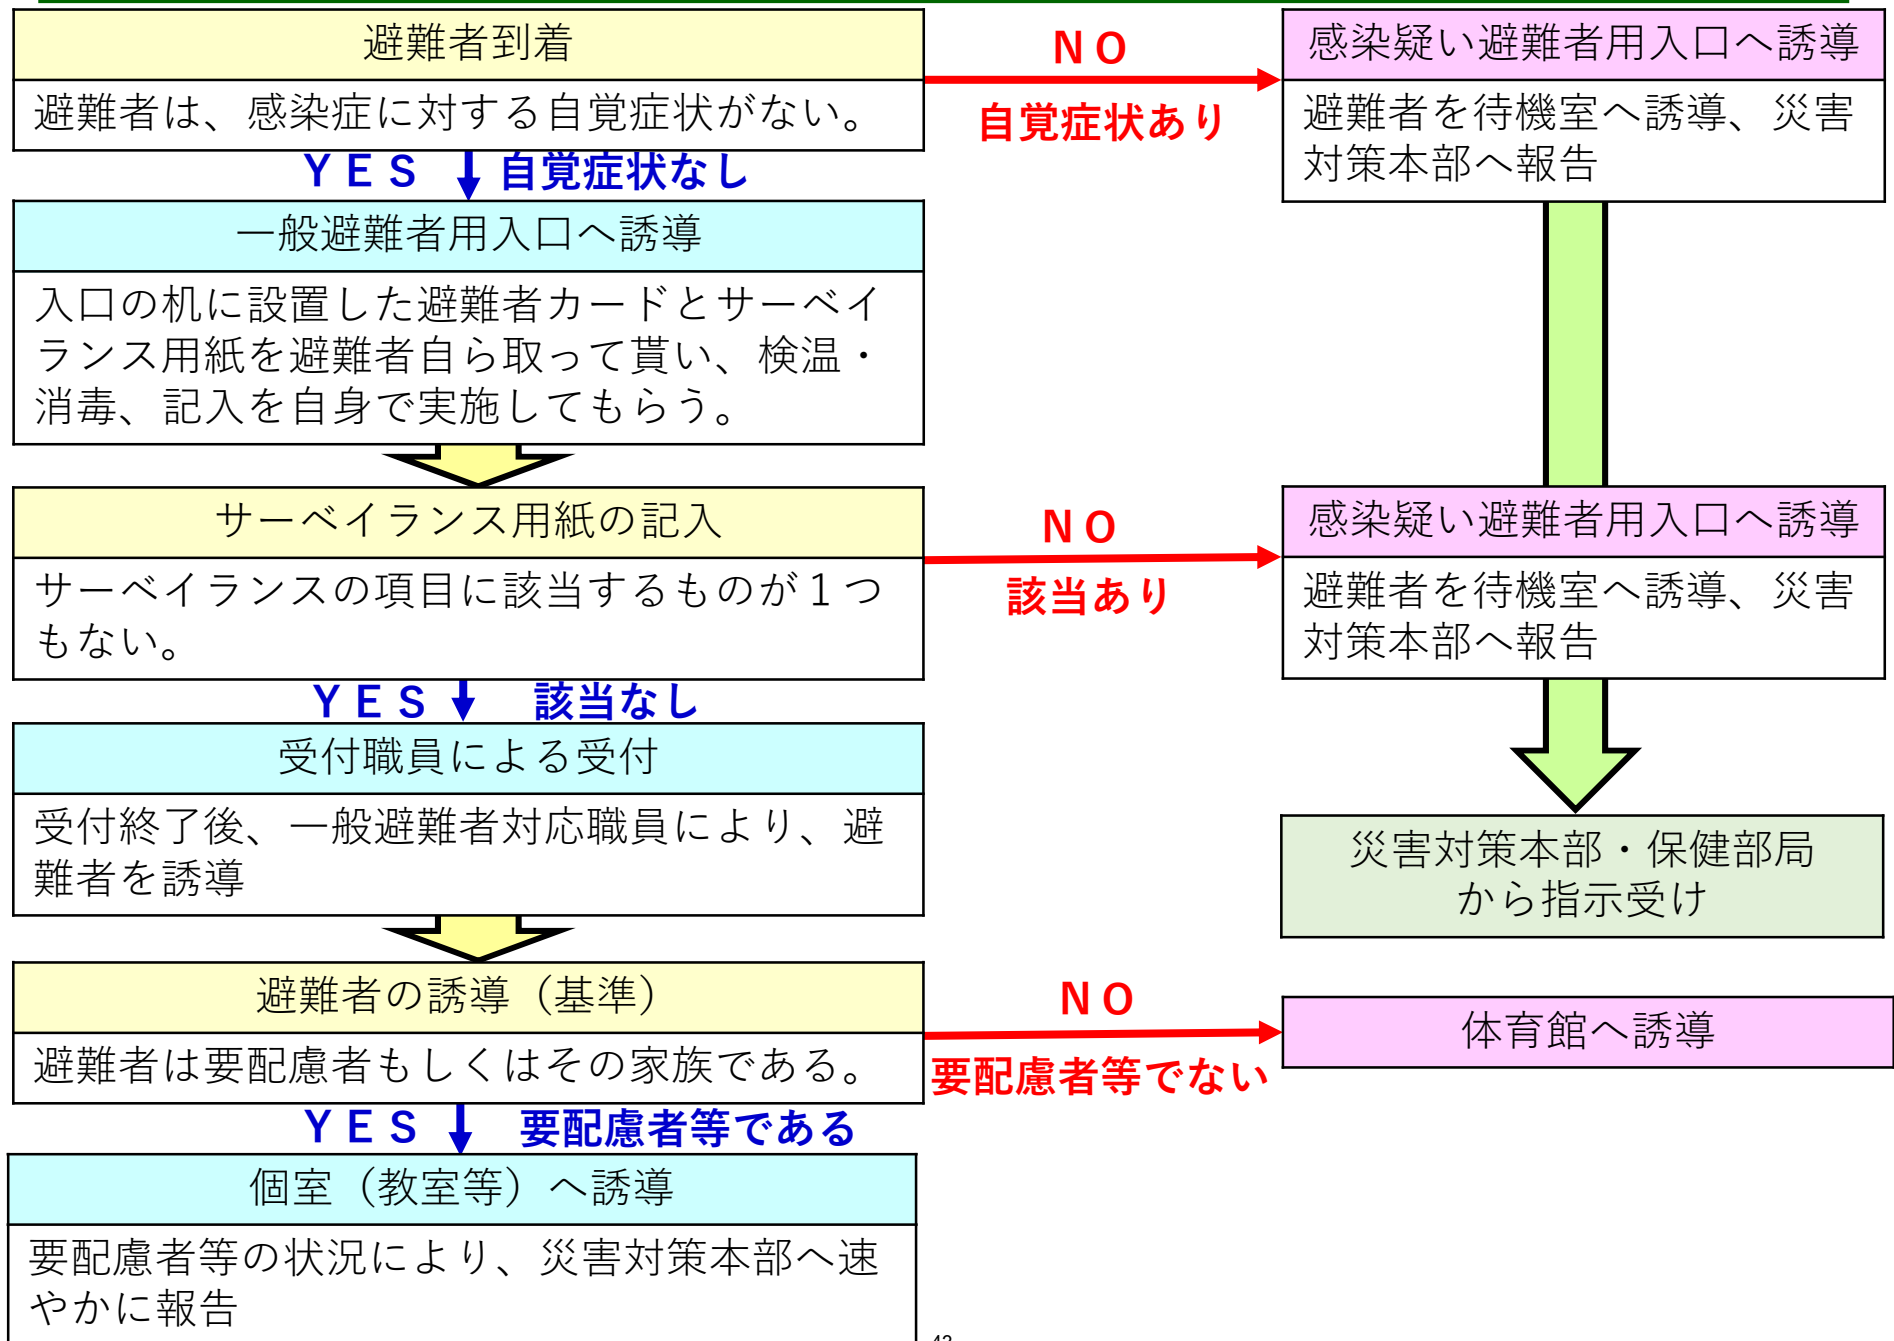 避難者到着
避難者は、感染症に対する自覚症状がない。
ＮＯ
自覚症状あり
感染疑い避難者用入口へ誘導
避難者を待機室へ誘導、災害
対策本部へ報告
ＹＥＳ 自覚症状なし
一般避難者用入口へ誘導
入口の机に設置した避難者カードとサーベイ
ランス用紙を避難者自ら取って貰い、検温・
消毒、記入を自身で実施してもらう。
サーベイランス用紙の記入
サーベイランスの項目に該当するものが１つ
もない。
ＮＯ
該当あり
感染疑い避難者用入口へ誘導
避難者を待機室へ誘導、災害
対策本部へ報告
ＹＥＳ 該当なし
受付職員による受付
受付終了後、一般避難者対応職員により、避
難者を誘導
災害対策本部・保健部局
から指示受け
避難者の誘導（基準）
避難者は要配慮者もしくはその家族である。
ＮＯ
要配慮者等でない
体育館へ誘導
ＹＥＳ 要配慮者等である
個室（教室等）へ誘導
要配慮者等の状況により、災害対策本部へ速
やかに報告